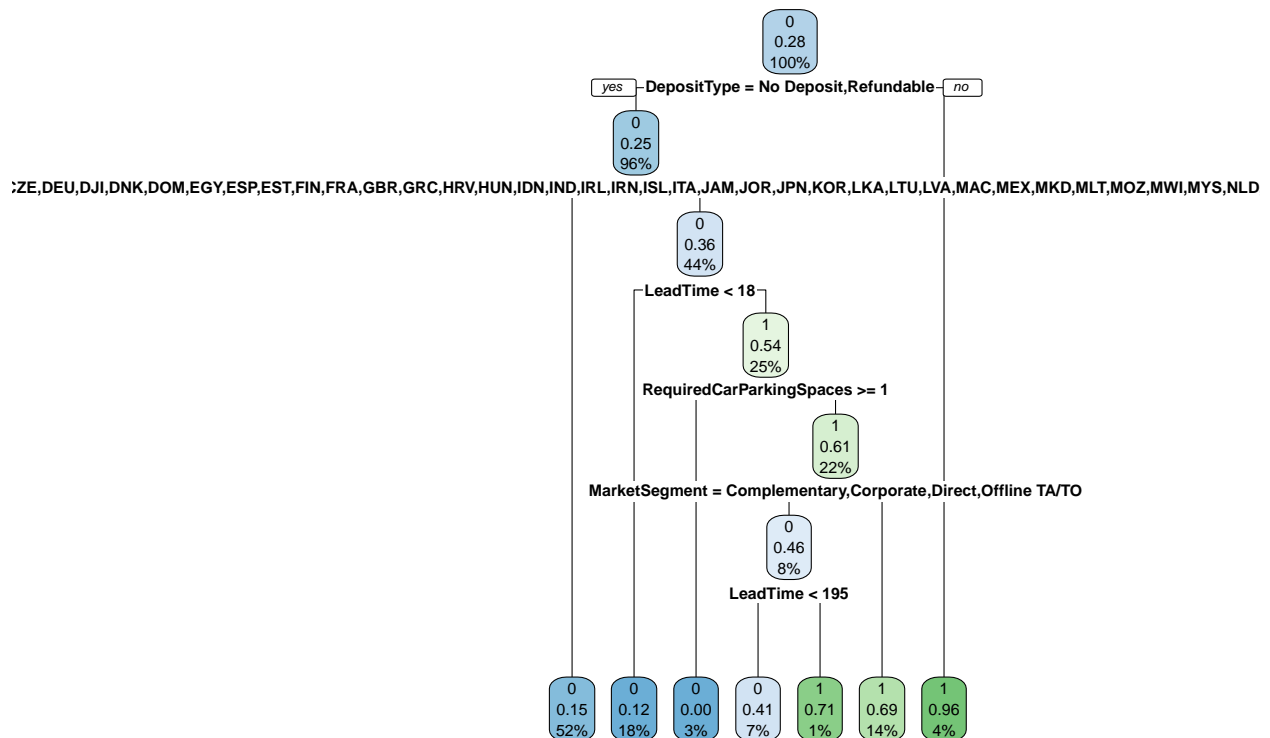 0
0.28
100%
yes DepositType = No Deposit,Refundable no
0
0.25
96%
CZE,DEU,DJI,DNK,DOM,EGY,ESP,EST,FIN,FRA,GBR,GRC,HRV,HUN,IDN,IND,IRL,IRN,ISL,ITA,JAM,JOR,JPN,KOR,LKA,LTU,LVA,MAC,MEX,MKD,MLT,MOZ,MWI,MYS,NLD
0
0.36
44%
LeadTime < 18
1
0.54
25%
RequiredCarParkingSpaces >= 1
1
0.61
22%
MarketSegment = Complementary,Corporate,Direct,Offline TA/TO
0
0.46
8%
LeadTime < 195
0 0 0 0 1 1 1
0.15 0.12 0.00 0.41 0.71 0.69 0.96
52% 18% 3% 7% 1% 14% 4%